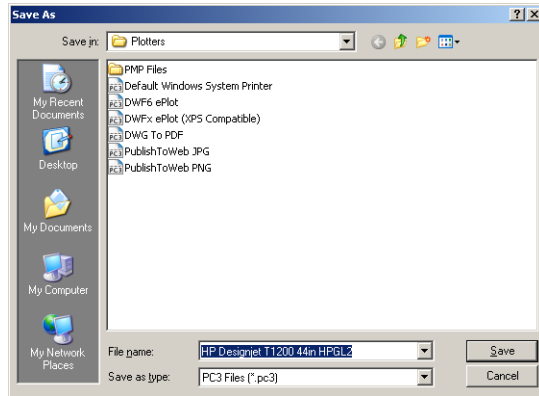 Save As
Save in:
Plotters
My Recent
Documents
Desktop
My Documents
My Computer
My Network
Places
PMP Files
Default Windows System Printer
DWF6 ePlot
DWFx ePlot (XPS Compatible)
DWG To PDF
PublishToWeb JPG
PublishToWeb PNG
File name:
HP Designjet T1200 44in HPGL2
Save
Save as type:
PC3 Files (*.pc3)
Cancel